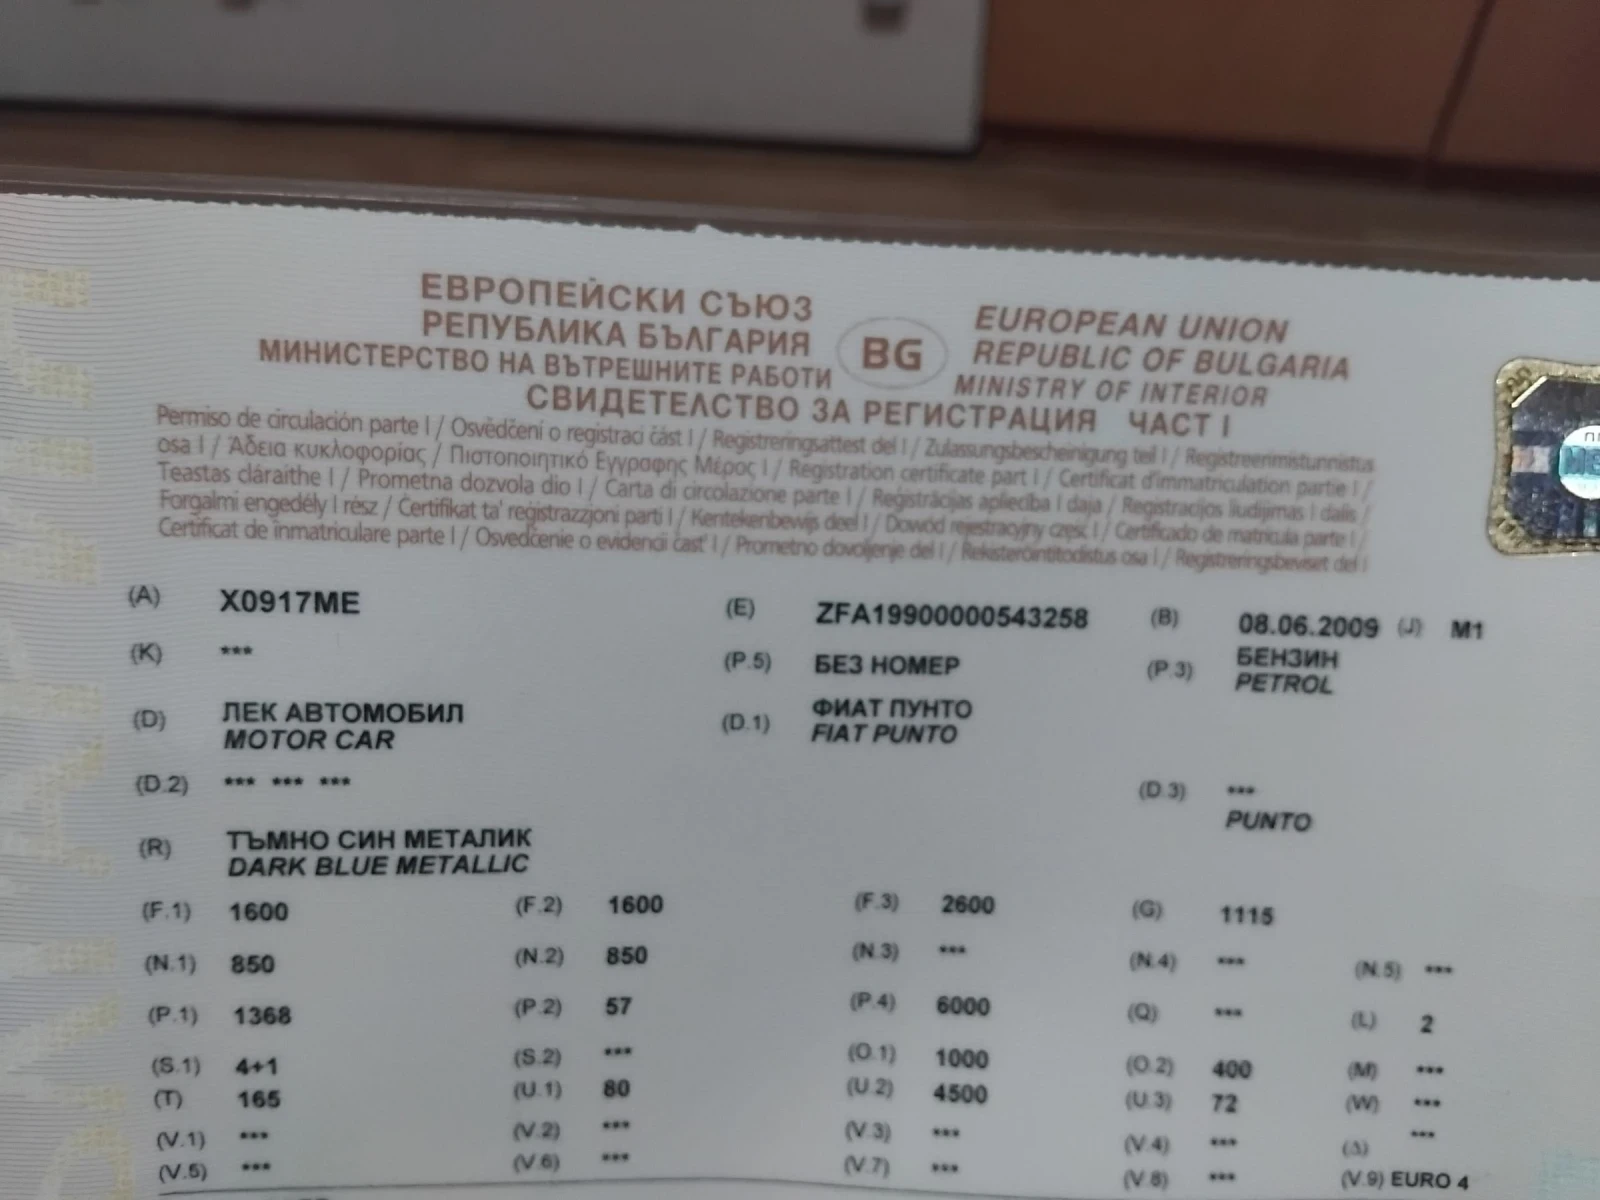 ЕВРОПЕЙСКИ СЪЮЗ
РЕПУБЛИКА БЪЛГАРИЯ
МИНИСТЕРСТВО НА ВЪТРЕШНИТЕ РАБОТИ
BG
EUROPEAN UNION
REPUBLIC OF BULGARIA
MINISTRY OF INTERIOR
СВИДЕТЕЛСТВО ЗА РЕГИСТРАЦИЯ ЧАСТ I
Permiso de circulación parte I / Osvědčení o registraci část I / Registreringsattest del I / Zulassungsbescheinigung teil I / Registreerimistunnistus
osa I / Άδεια κυκλοφορίας / Πιστοποιητικό Εγγραφης Μέρος I / Registration certificate part I / Certificat d'immatriculation partie I /
Teastas cláraithe I / Prometna dozvola dio I / Carta di circolazione parte I / Reģistrācijas apliecība I daļa / Registracijos liudijimas I dalis /
Forgalmi engedély I rész / Ċertifikat ta' reġistrazzjoni parti I / Kentekenbewijs deel I / Dowód rejestracyjny część I / Certificado de matrícula parte I /
Certificat de înmatriculare parte I / Osvedčenie o evidencii časť I / Prometno dovoljenje del I / Rekisteröintitodistus osa I / Registreringsbeviset del I
(A) X0917ME (E) ZFA19900000543258 (B) 08.06.2009 (J) M1
(K) *** (P.5) БЕЗ НОМЕР (P.3) БЕНЗИН
PETROL
(D) ЛЕК АВТОМОБИЛ (D.1) ФИАТ ПУНТО
MOTOR CAR FIAT PUNTO
(D.2) *** *** *** (D.3) ***
PUNTO
(R) ТЪМНО СИН МЕТАЛИК
DARK BLUE METALLIC
(F.1) 1600 (F.2) 1600 (F.3) 2600 (G) 1115
(N.1) 850 (N.2) 850 (N.3) *** (N.4) *** (N.5) ***
(P.1) 1368 (P.2) 57 (P.4) 6000 (Q) *** (L) 2
(S.1) 4+1 (S.2) *** (O.1) 1000 (O.2) 400 (M) ***
(T) 165 (U.1) 80 (U.2) 4500 (U.3) 72 (W) ***
(V.1) *** (V.2) *** (V.3) *** (V.4) *** (Δ) ***
(V.5) *** (V.6) *** (V.7) *** (V.8) *** (V.9) EURO 4